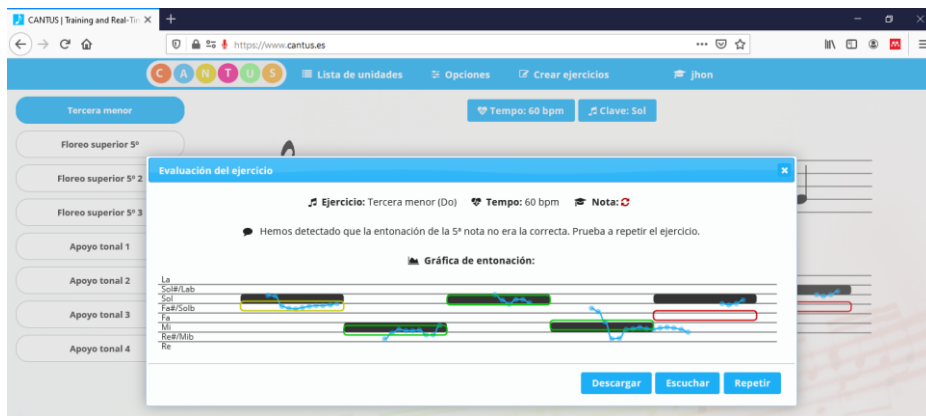 CANTUS | Training and Real-Tim
https://www.cantus.es
CANTUS
Lista de unidades
Opciones
Crear ejercicios
jhon
Tercera menor
Tempo: 60 bpm
Clave: Sol
Floreo superior 5º
Floreo superior 5º 2
Floreo superior 5º 3
Apoyo tonal 1
Apoyo tonal 2
Apoyo tonal 3
Apoyo tonal 4
Evaluación del ejercicio
Ejercicio: Tercera menor (Do) Tempo: 60 bpm Nota:
Hemos detectado que la entonación de la 5ª nota no era la correcta. Prueba a repetir el ejercicio.
Gráfica de entonación:
La
Sol#/Lab
Sol
Fa#/Solb
Fa
Mi
Re#/Mib
Re
Descargar
Escuchar
Repetir